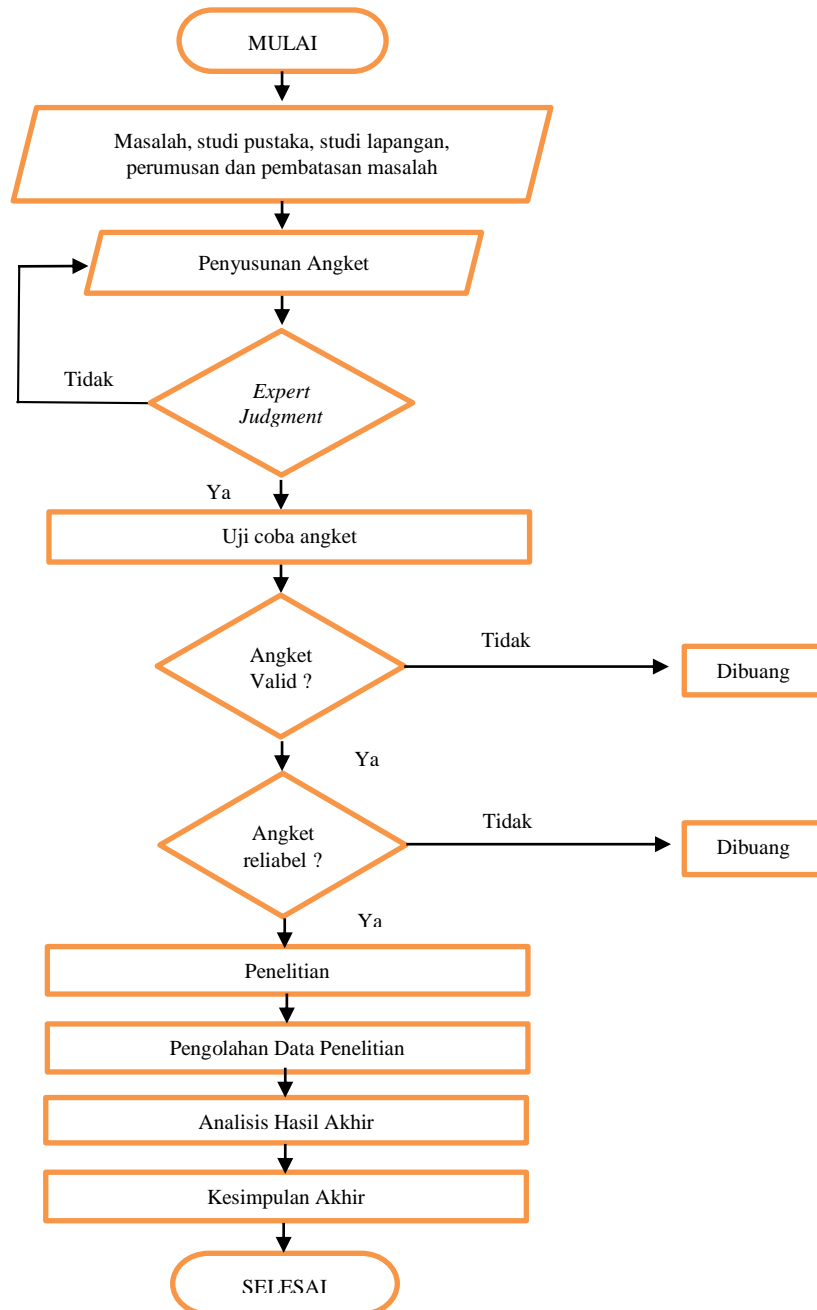 MULAI
Masalah, studi pustaka, studi lapangan,
perumusan dan pembatasan masalah
Penyusunan Angket
Tidak
Expert
Judgment
Ya
Uji coba angket
Tidak
Angket
Valid ?
Dibuang
Ya
Tidak
Angket
reliabel ?
Dibuang
Ya
Penelitian
Pengolahan Data Penelitian
Analisis Hasil Akhir
Kesimpulan Akhir
SELESAI